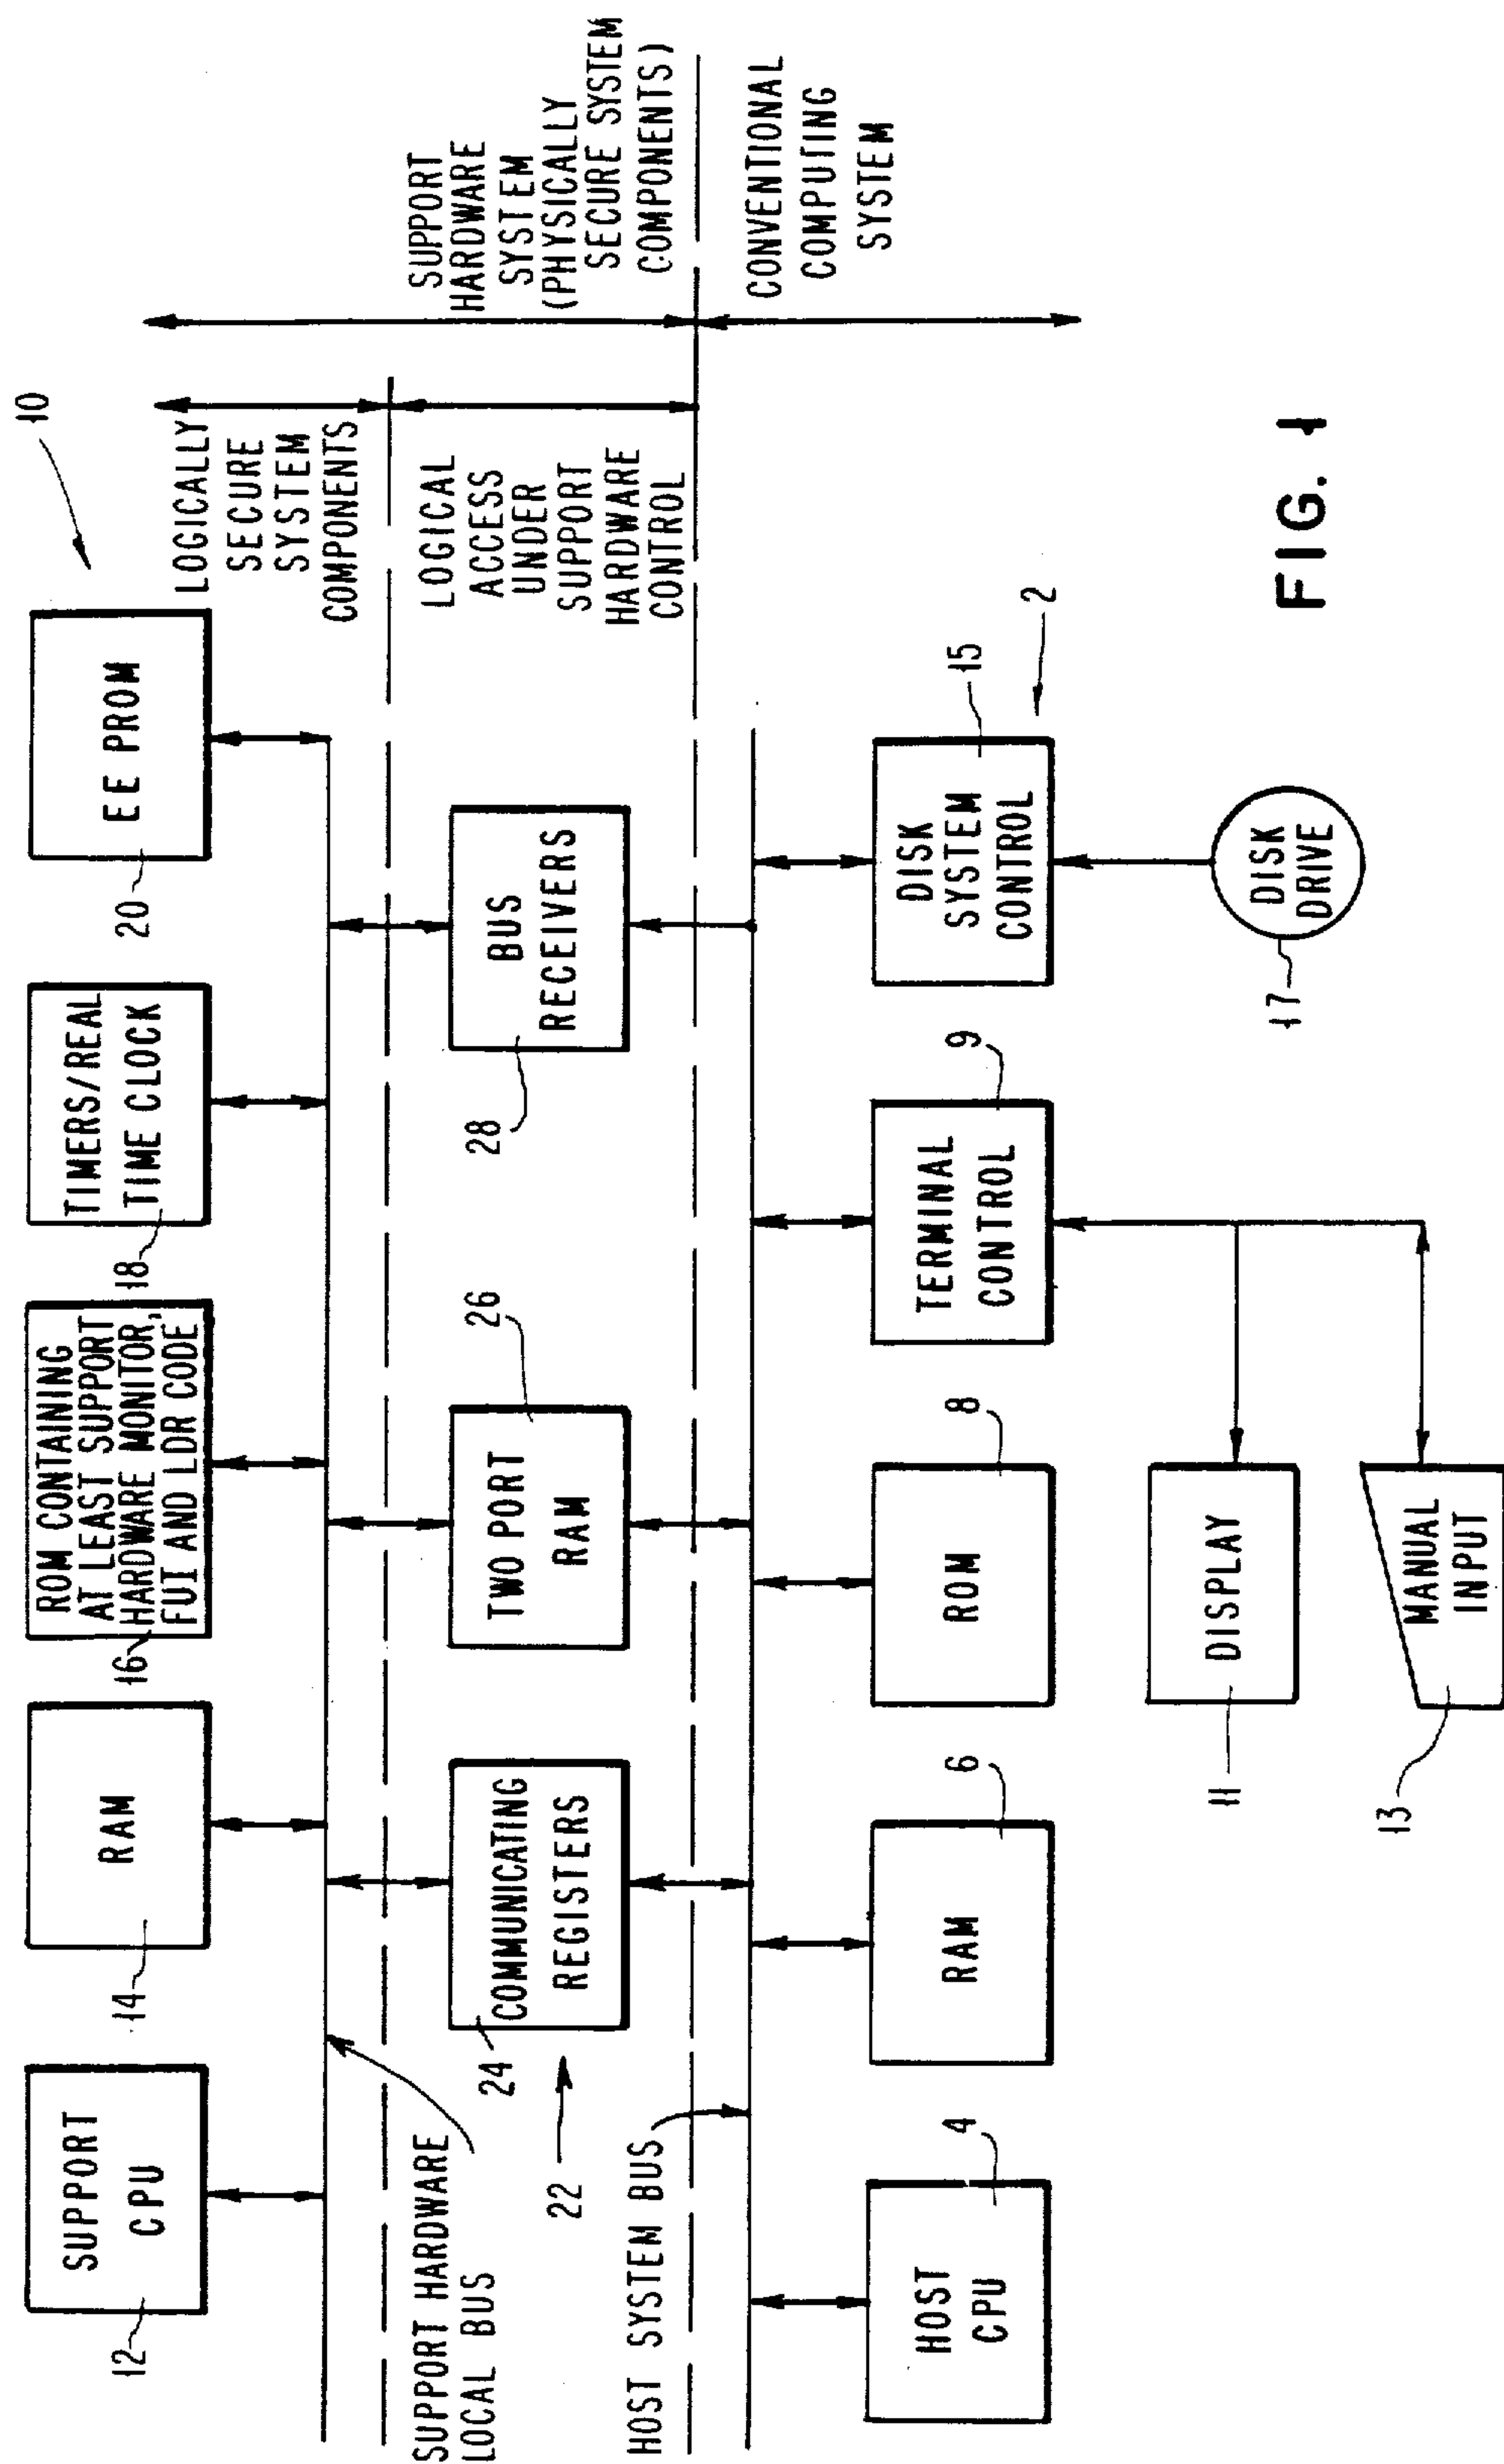 10
SUPPORT
CPU
12
RAM
14
ROM CONTAINING
AT LEAST SUPPORT
HARDWARE MONITOR,
FUI AND LDR CODE
16
TIMERS/REAL
TIME CLOCK
18
EE PROM
20
LOGICALLY
SECURE
SYSTEM
COMPONENTS
SUPPORT
HARDWARE
SYSTEM
(PHYSICALLY
SECURE SYSTEM
COMPONENTS)
SUPPORT HARDWARE
LOCAL BUS
22
24
COMMUNICATING
REGISTERS
TWO PORT
RAM
26
BUS
RECEIVERS
28
LOGICAL
ACCESS
UNDER
SUPPORT
HARDWARE
CONTROL
HOST SYSTEM BUS
CONVENTIONAL
COMPUTING
SYSTEM
HOST
CPU
4
RAM
6
ROM
8
TERMINAL
CONTROL
9
DISK
SYSTEM
CONTROL
15
2
DISPLAY
11
MANUAL
INPUT
13
DISK
DRIVE
17
FIG. 1